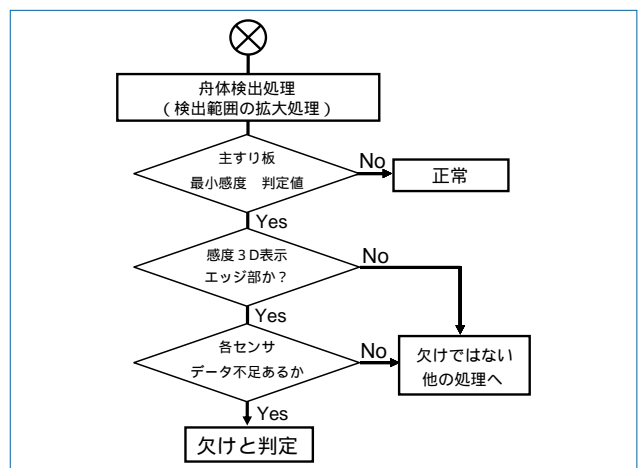 舟体検出処理
（検出範囲の拡大処理）
主すり板
最小感度　判定値
No
正常
Yes
感度３D表示
エッジ部か？
No
Yes
各センサ
データ不足あるか
No
欠けではない
他の処理へ
Yes
欠けと判定